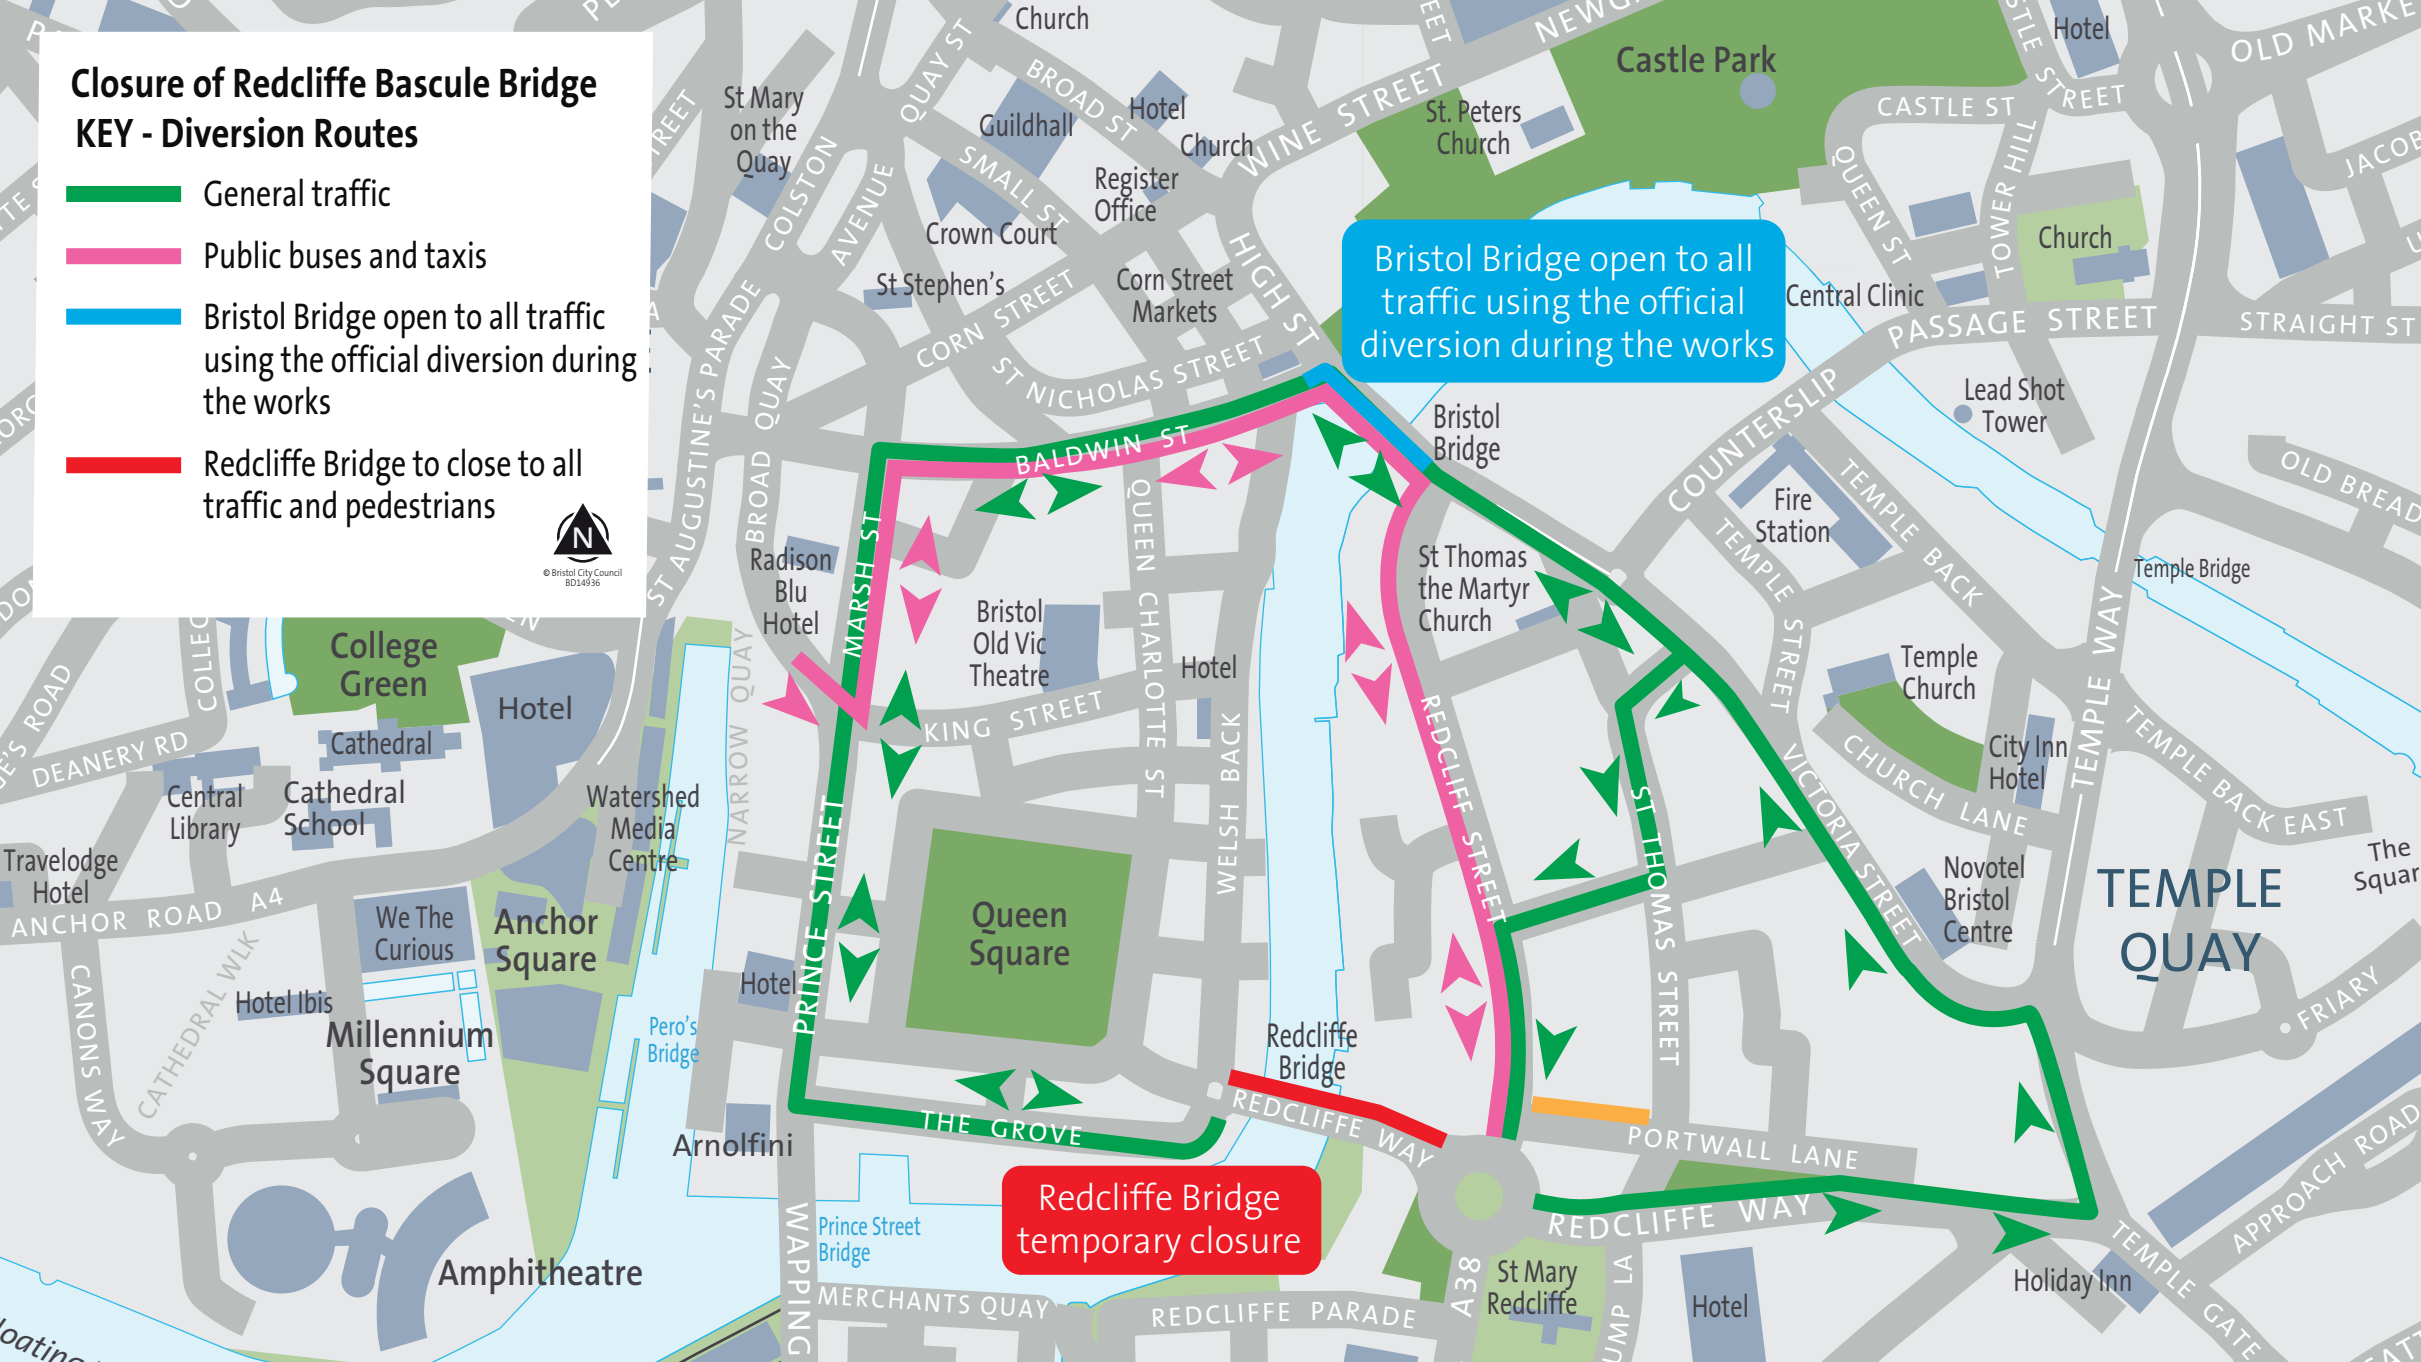 Closure of Redcliffe Bascule Bridge
KEY - Diversion Routes
General traffic
Public buses and taxis
Bristol Bridge open to all traffic
using the official diversion during
the works
Redcliffe Bridge to close to all
traffic and pedestrians
N
© Bristol City Council
BD14936
Church
QUAY ST
BROAD ST
Hotel
Guildhall
Church
St Mary
on the
Quay
COLSTON
AVENUE
SMALL ST
Register
Office
Crown Court
St Stephen's
CORN STREET
Corn Street
Markets
ST NICHOLAS STREET
HIGH ST
WINE STREET
Castle Park
St. Peters
Church
Hotel
OLD MARKE
CASTLE ST
STREET
QUEEN ST
TOWER HILL
Church
JACOB
Bristol Bridge open to all
traffic using the official
diversion during the works
Central Clinic
PASSAGE STREET
STRAIGHT ST
COUNTERSLIP
Lead Shot
Tower
OLD BREAD
Bristol
Bridge
Fire
Station
TEMPLE BACK
TEMPLE
STREET
Temple Bridge
TEMPLE WAY
TEMPLE WAY
ST AUGUSTINE'S PARADE
BROAD QUAY
BALDWIN ST
MARSH ST
QUEEN CHARLOTTE ST
Radison
Blu
Hotel
Bristol
Old Vic
Theatre
KING STREET
Hotel
WELSH BACK
NARROW QUAY
St Thomas
the Martyr
Church
REDCLIFF STREET
ST THOMAS STREET
VICTORIA STREET
Temple
Church
CHURCH LANE
City Inn
Hotel
TEMPLE BACK EAST
Novotel
Bristol
Centre
TEMPLE
QUAY
The
Squar
FRIARY
College
Green
Hotel
Cathedral
DEANERY RD
Central
Library
Cathedral
School
Travelodge
Hotel
ANCHOR ROAD A4
Watershed
Media
Centre
We The
Curious
Anchor
Square
Hotel Ibis
Millennium
Square
CANONS WAY
CATHEDRAL WLK
Pero's
Bridge
PRINCE STREET
Hotel
Queen
Square
THE GROVE
Arnolfini
Redcliffe
Bridge
REDCLIFFE WAY
Redcliffe Bridge
temporary closure
Prince Street
Bridge
WAPPING
MERCHANTS QUAY
REDCLIFFE PARADE
A38
St Mary
Redcliffe
Hotel
PORTWALL LANE
REDCLIFFE WAY
Holiday Inn
TEMPLE GATE
APPROACH ROAD
Amphitheatre